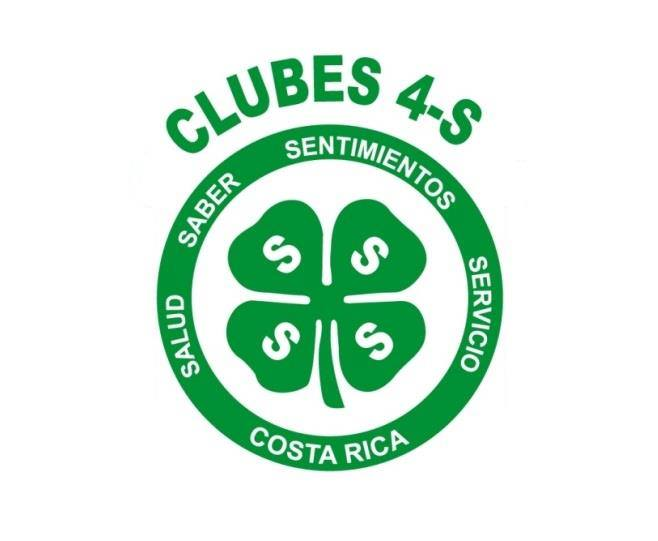 CLUBES 4-S
SALUD
SABER
SENTIMIENTOS
SERVICIO
S S
S S
COSTA RICA